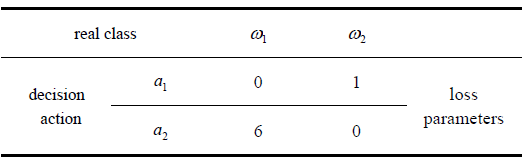 real class ω₁ ω₂
decision action a₁ 0 1 loss parameters
a₂ 6 0